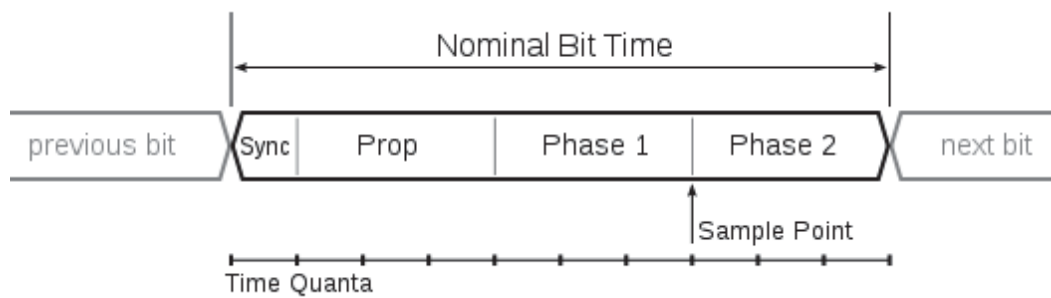 Nominal Bit Time
previous bit Sync Prop Phase 1 Phase 2 next bit
Sample Point
Time Quanta